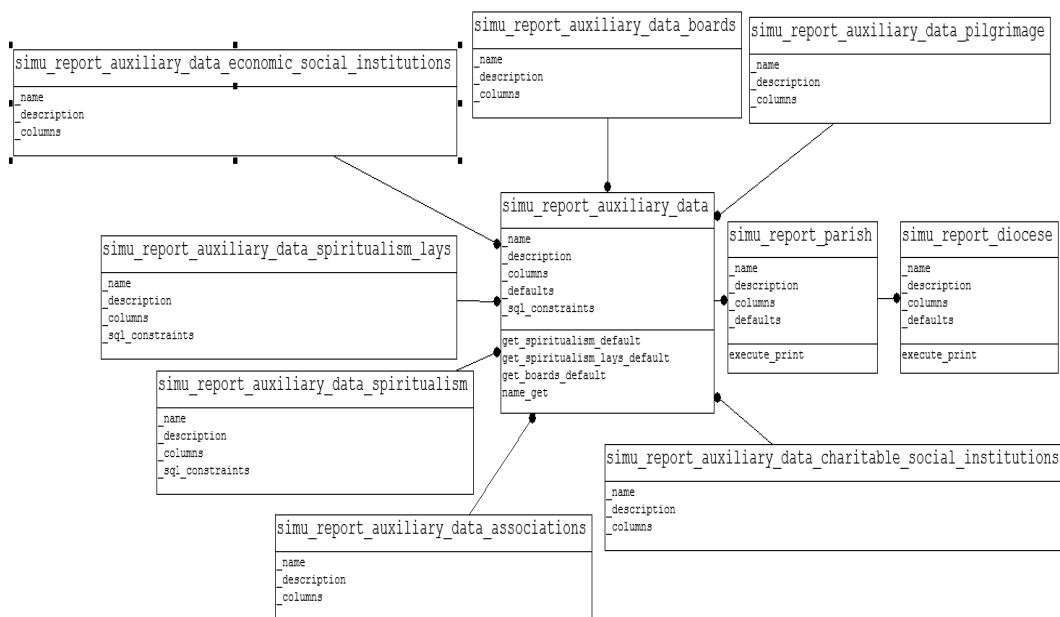 simu_report_auxiliary_data_economic_social_institutions
_name
_description
_columns
simu_report_auxiliary_data_boards
_name
_description
_columns
simu_report_auxiliary_data_pilgrimage
_name
_description
_columns
simu_report_auxiliary_data
_name
_description
_columns
_defaults
_sql_constraints
get_spiritualism_default
get_spiritualism_lays_default
get_boards_default
name_get
simu_report_parish
_name
_description
_columns
_defaults
execute_print
simu_report_diocese
_name
_description
_columns
_defaults
execute_print
simu_report_auxiliary_data_spiritualism_lays
_name
_description
_columns
_sql_constraints
simu_report_auxiliary_data_spiritualism
_name
_description
_columns
_sql_constraints
simu_report_auxiliary_data_charitable_social_institutions
_name
_description
_columns
simu_report_auxiliary_data_associations
_name
_description
_columns